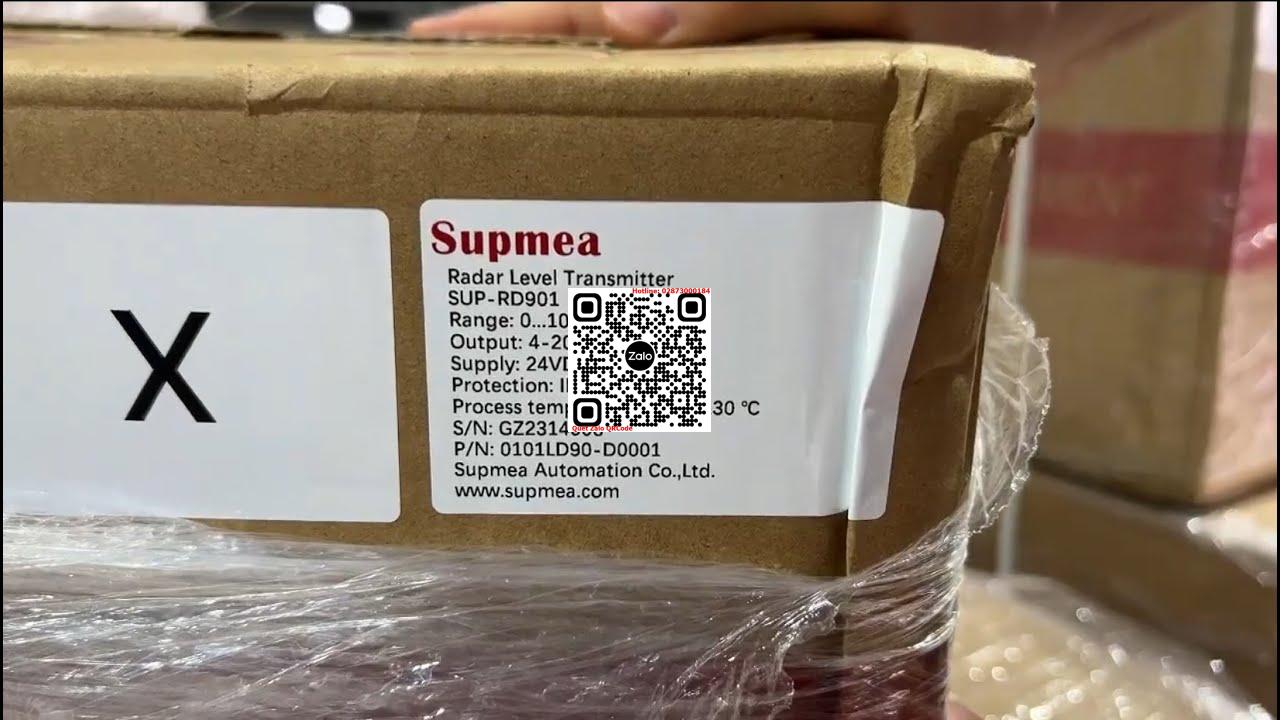 X
Supmea
Radar Level Transmitter
SUP-RD901
Range: 0...10
Output: 4-20
Supply: 24V
Protection:
Process temp 30 ℃
S/N: GZ2314
P/N: 0101LD90-D0001
Supmea Automation Co.,Ltd.
www.supmea.com
Hotline: 02873000184
Zalo
Quét Zalo QRCode